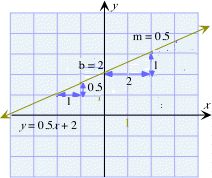 y
m = 0.5
b = 2
1
2
0.5
1
x
y = 0.5x + 2